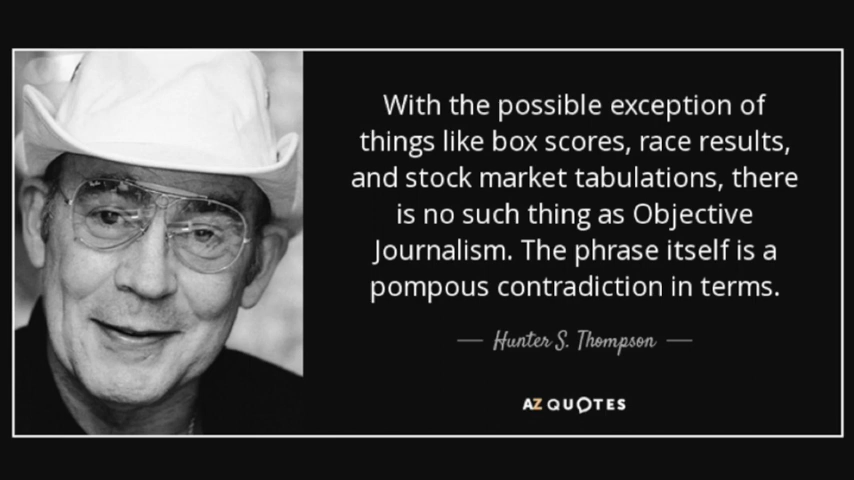 With the possible exception of
things like box scores, race results,
and stock market tabulations, there
is no such thing as Objective
Journalism. The phrase itself is a
pompous contradiction in terms.
Hunter S. Thompson
AZ QUOTES